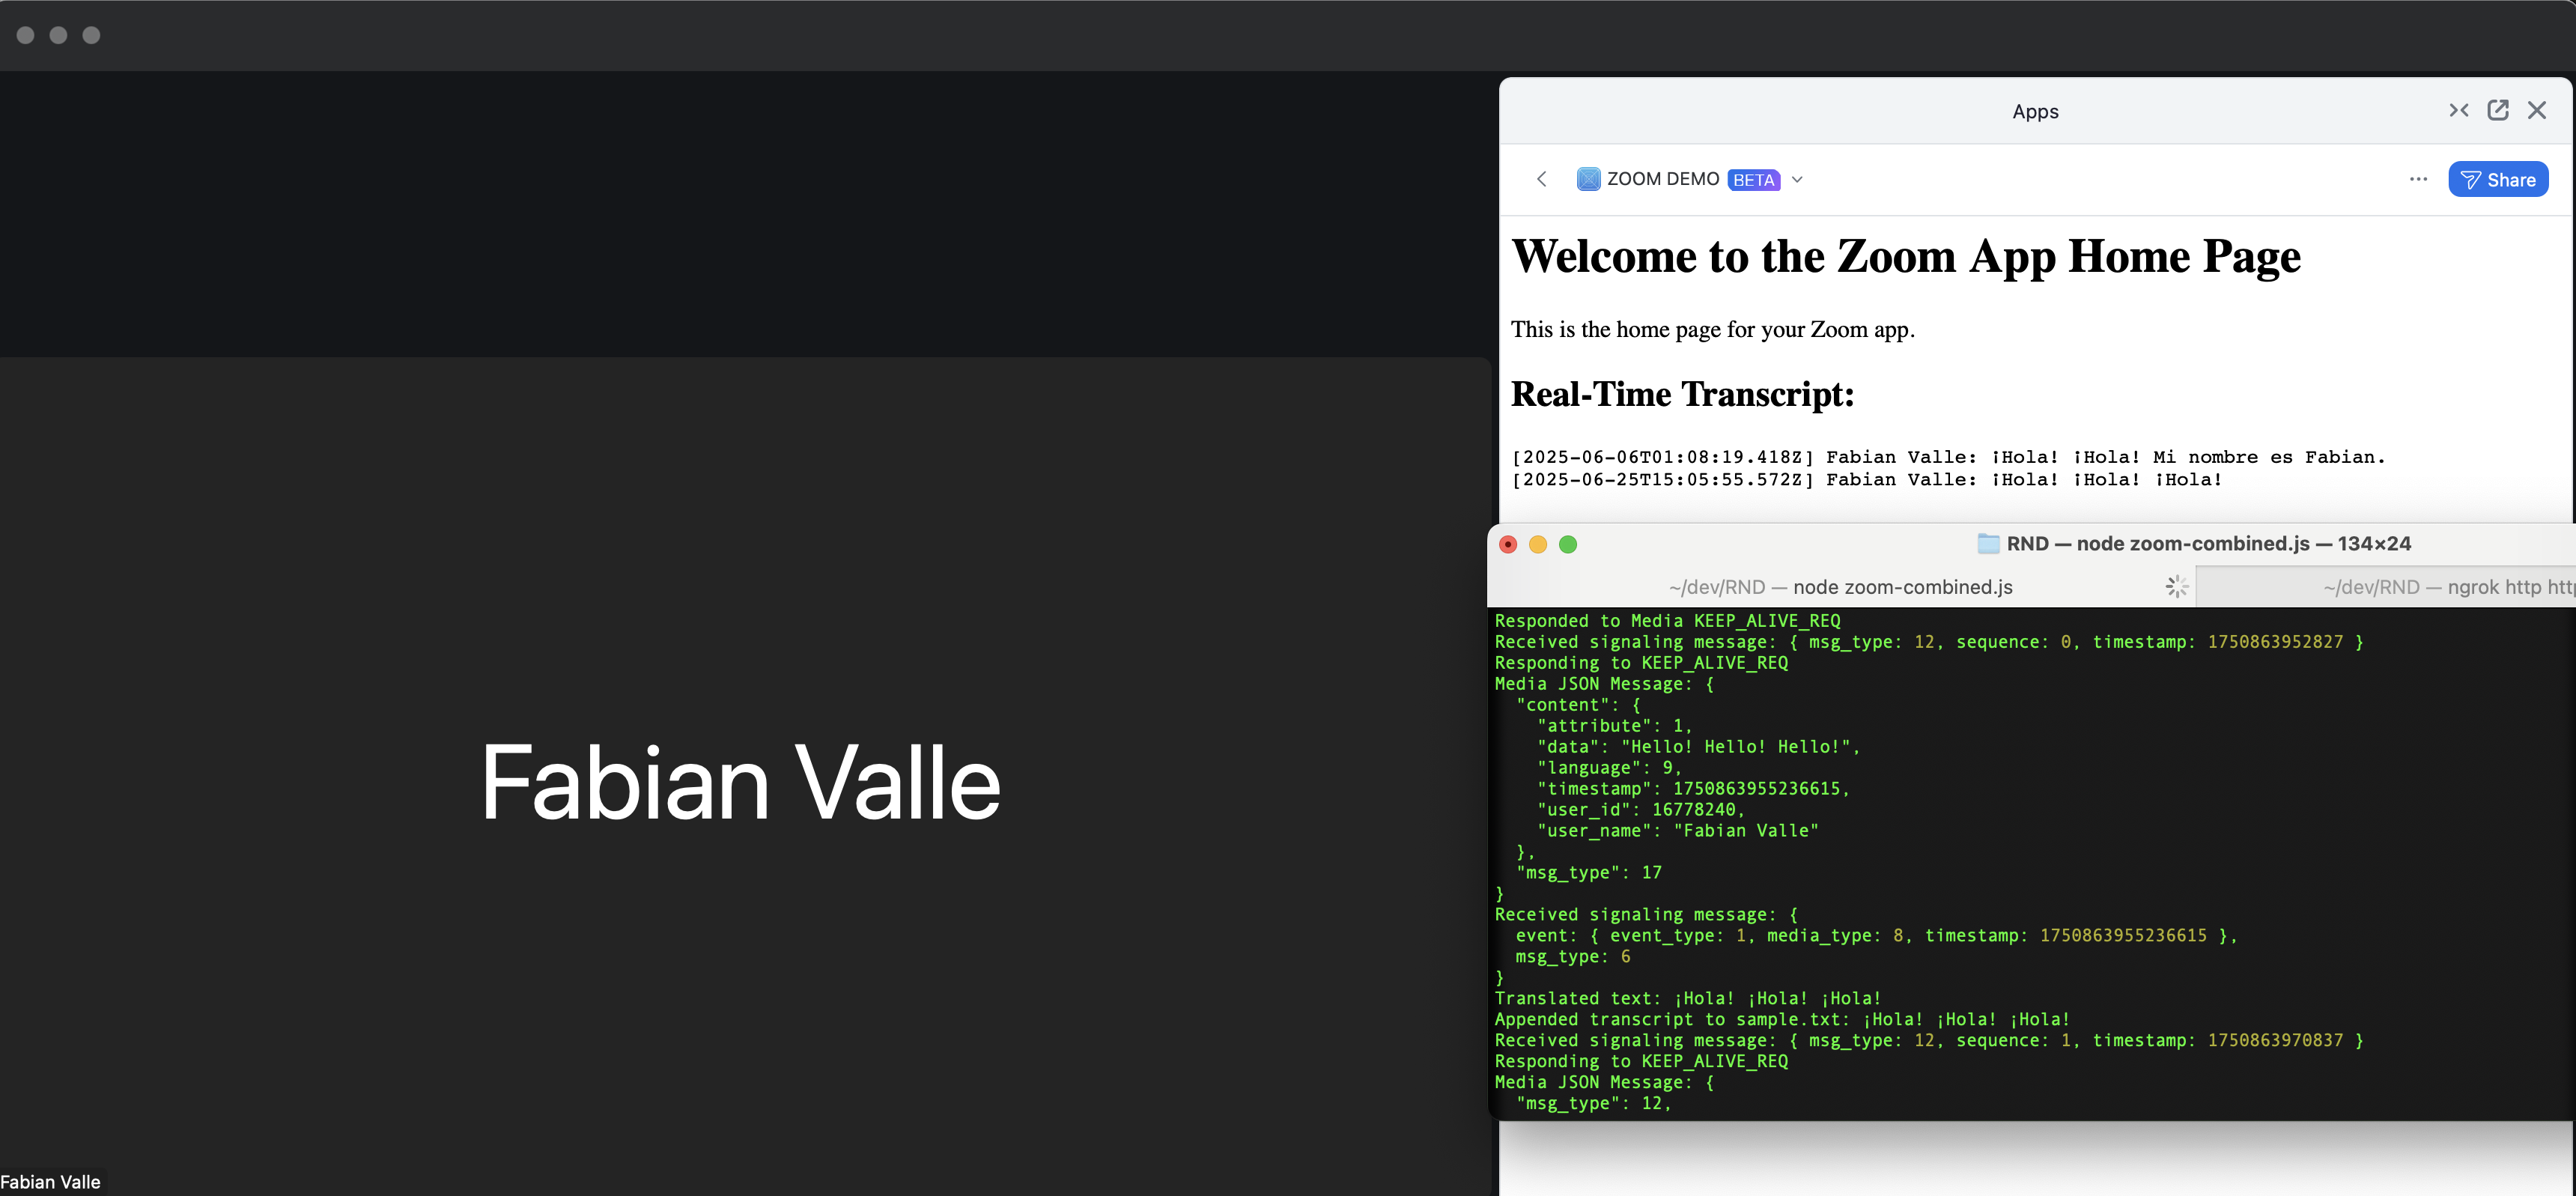 Apps
ZOOM DEMO BETA
Share
Welcome to the Zoom App Home Page
This is the home page for your Zoom app.
Real-Time Transcript:
[2025-06-06T01:08:19.418Z] Fabian Valle: ¡Hola! ¡Hola! Mi nombre es Fabian.
[2025-06-25T15:05:55.572Z] Fabian Valle: ¡Hola! ¡Hola! ¡Hola!
RND — node zoom-combined.js — 134×24
~/dev/RND — node zoom-combined.js
~/dev/RND — ngrok http
Responded to Media KEEP_ALIVE_REQ
Received signaling message: { msg_type: 12, sequence: 0, timestamp: 1750863952827 }
Responding to KEEP_ALIVE_REQ
Media JSON Message: {
"content": {
"attribute": 1,
"data": "Hello! Hello! Hello!",
"language": 9,
"timestamp": 1750863955236615,
"user_id": 16778240,
"user_name": "Fabian Valle"
},
"msg_type": 17
}
Received signaling message: {
event: { event_type: 1, media_type: 8, timestamp: 1750863955236615 },
msg_type: 6
}
Translated text: ¡Hola! ¡Hola! ¡Hola!
Appended transcript to sample.txt: ¡Hola! ¡Hola! ¡Hola!
Received signaling message: { msg_type: 12, sequence: 1, timestamp: 1750863970837 }
Responding to KEEP_ALIVE_REQ
Media JSON Message: {
"msg_type": 12,
Fabian Valle
Fabian Valle